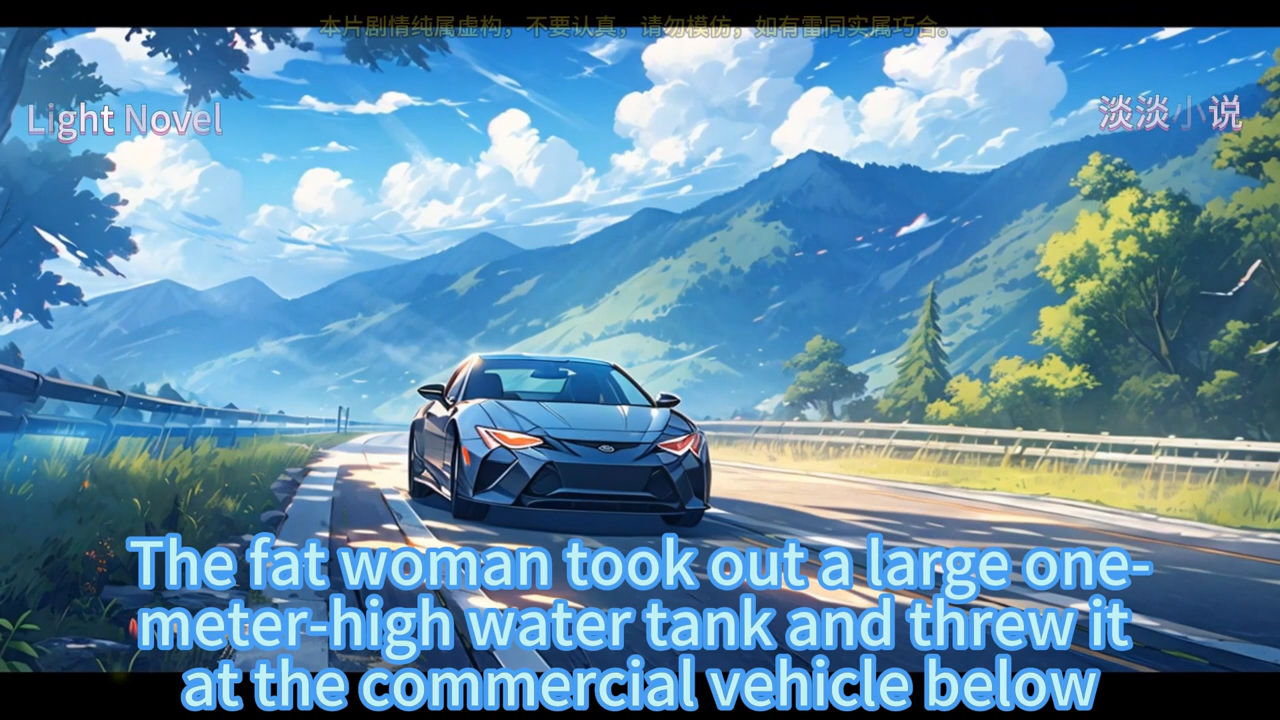 本片剧情纯属虚构，不要认真，请勿模仿，如有雷同实属巧合。
Light Novel
淡淡小说
The fat woman took out a large one-
meter-high water tank and threw it
at the commercial vehicle below